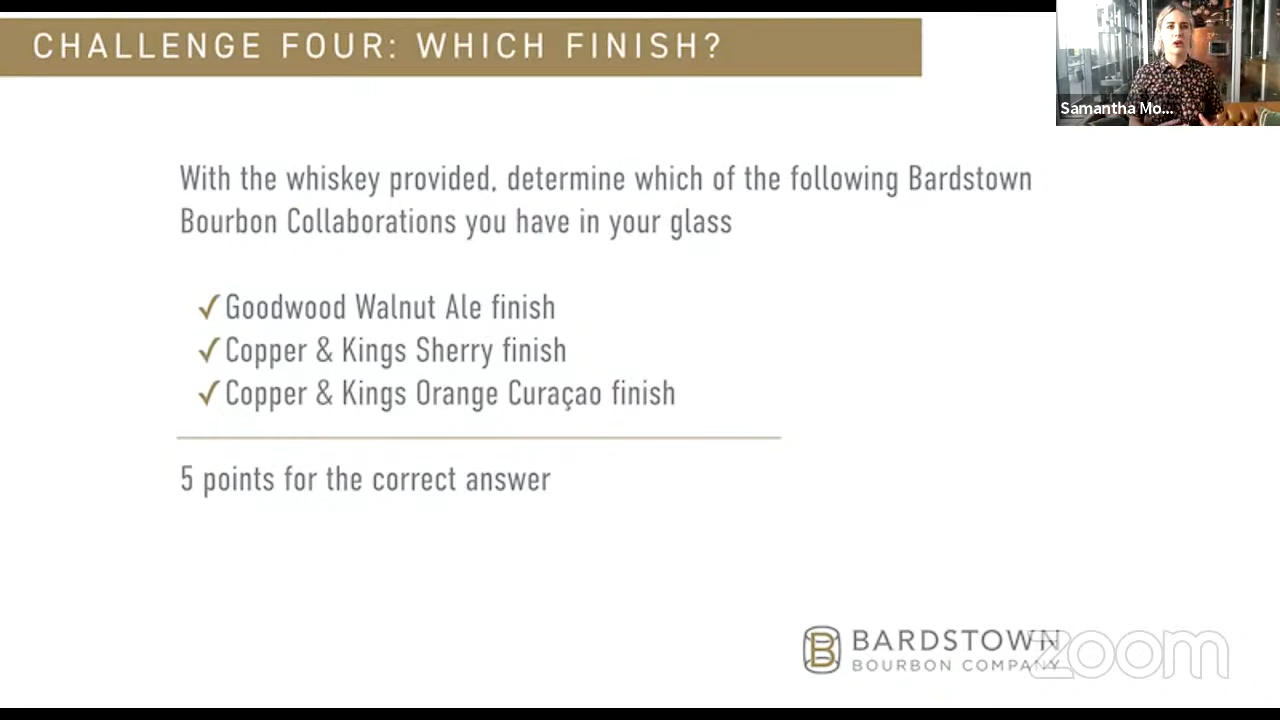 CHALLENGE FOUR: WHICH FINISH?
Samantha Mo...
With the whiskey provided, determine which of the following Bardstown
Bourbon Collaborations you have in your glass
✓ Goodwood Walnut Ale finish
✓ Copper & Kings Sherry finish
✓ Copper & Kings Orange Curaçao finish
5 points for the correct answer
B BARDSTOWN
BOURBON COMPANY
zoom